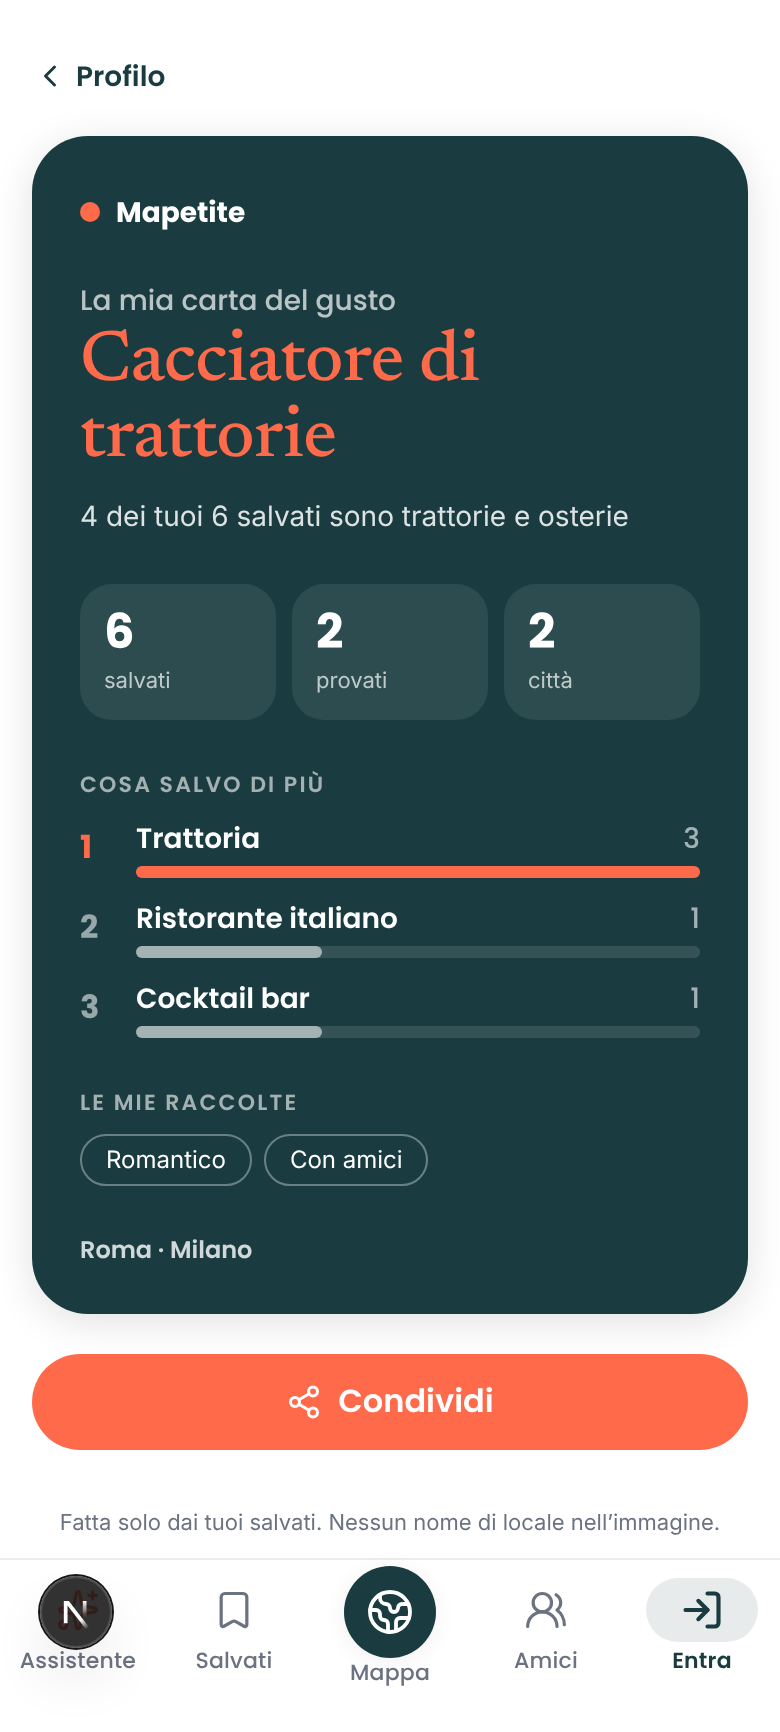 Profilo
Mapetite
La mia carta del gusto
Cacciatore di
trattorie
4 dei tuoi 6 salvati sono trattorie e osterie
6
salvati
2
provati
2
città
COSA SALVO DI PIÙ
1 Trattoria 3
2 Ristorante italiano 1
3 Cocktail bar 1
LE MIE RACCOLTE
Romantico
Con amici
Roma · Milano
Condividi
Fatta solo dai tuoi salvati. Nessun nome di locale nell’immagine.
N
Assistente
Salvati
Mappa
Amici
Entra